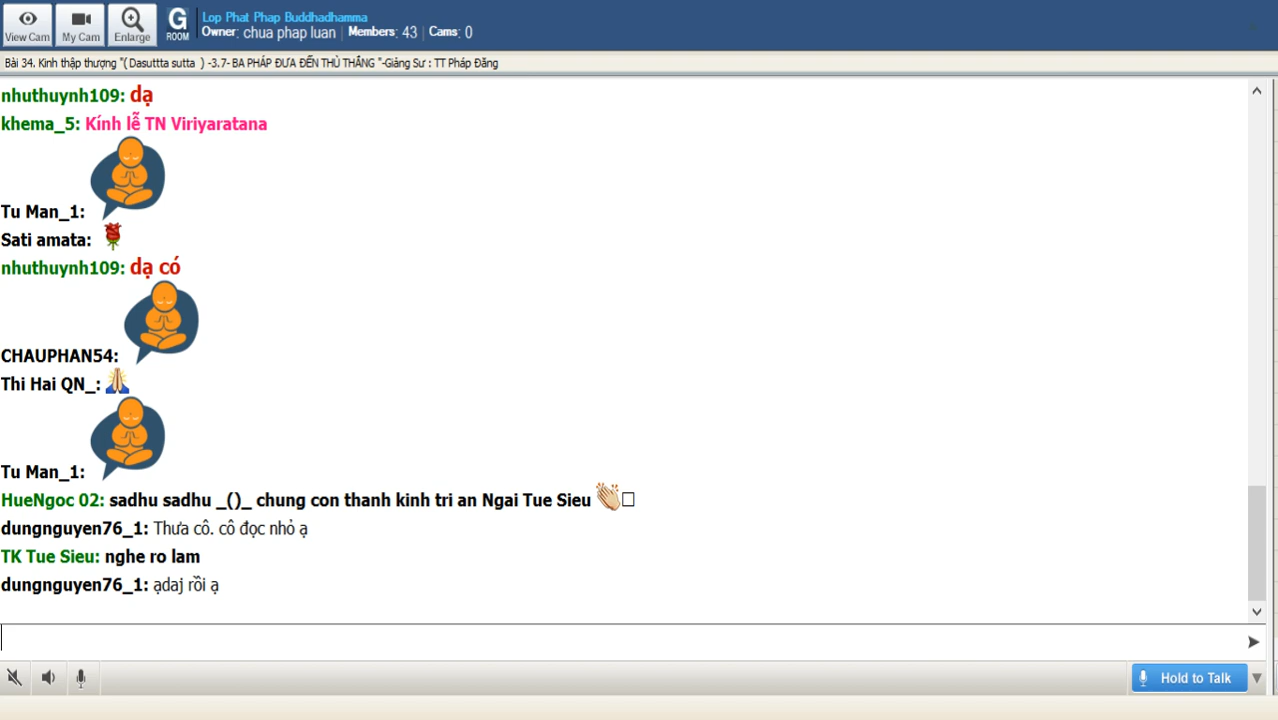 View Cam
My Cam
Enlarge
G
ROOM
Lop Phat Phap Buddhadhamma
Owner: chua phap luan | Members: 43 | Cams: 0
Bài 34. Kinh thập thượng "( Dasuttta sutta ) -3.7- BA PHÁP ĐƯA ĐẾN THÙ THẮNG "-Giảng Sư : TT Pháp Đăng
nhuthuynh109: dạ
khema_5: Kính lễ TN Viriyaratana
Tu Man_1:
Sati amata:
nhuthuynh109: dạ có
CHAUPHAN54:
Thi Hai QN_:
Tu Man_1:
HueNgoc 02: sadhu sadhu _()_ chung con thanh kinh tri an Ngai Tue Sieu
dungnguyen76_1: Thưa cô. cô đọc nhỏ ạ
TK Tue Sieu: nghe ro lam
dungnguyen76_1: ạdaj rồi ạ
Hold to Talk